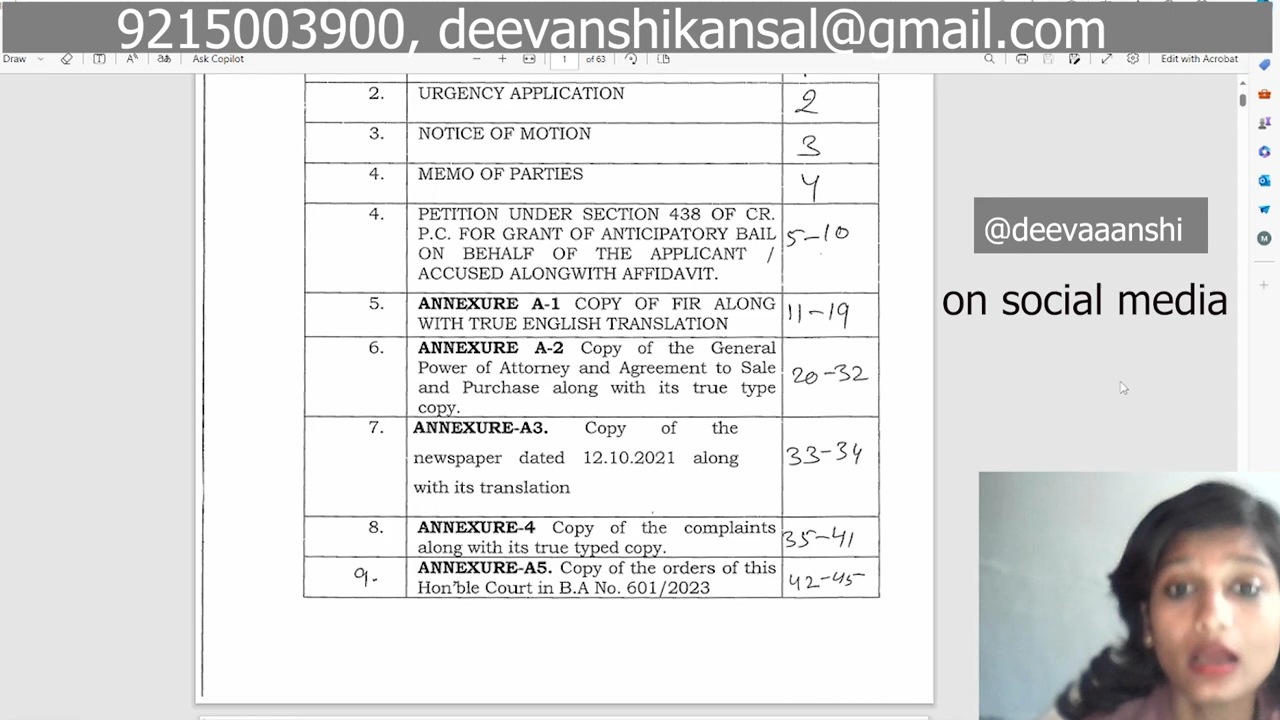 9215003900, deevanshikansal@gmail.com
Draw Ask Copilot 1 of 63 Edit with Acrobat
2. URGENCY APPLICATION 2
3. NOTICE OF MOTION 3
4. MEMO OF PARTIES 4
4. PETITION UNDER SECTION 438 OF CR.
P.C. FOR GRANT OF ANTICIPATORY BAIL
ON BEHALF OF THE APPLICANT /
ACCUSED ALONGWITH AFFIDAVIT.
5-10
5. ANNEXURE A-1 COPY OF FIR ALONG
WITH TRUE ENGLISH TRANSLATION
11-19
6. ANNEXURE A-2 Copy of the General
Power of Attorney and Agreement to Sale
and Purchase along with its true type
copy.
20-32
7. ANNEXURE-A3. Copy of the
newspaper dated 12.10.2021 along
with its translation
33-34
8. ANNEXURE-4 Copy of the complaints
along with its true typed copy.
35-41
9. ANNEXURE-A5. Copy of the orders of this
Hon'ble Court in B.A No. 601/2023
42-45
@deevaaanshi
on social media